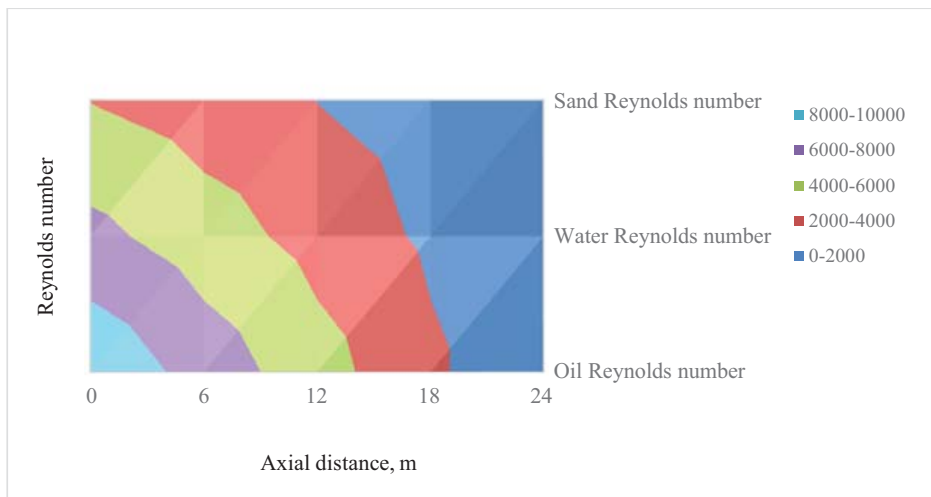 Sand Reynolds number
8000-10000
6000-8000
4000-6000
2000-4000
0-2000
Reynolds number
Water Reynolds number
Oil Reynolds number
0 6 12 18 24
Axial distance, m